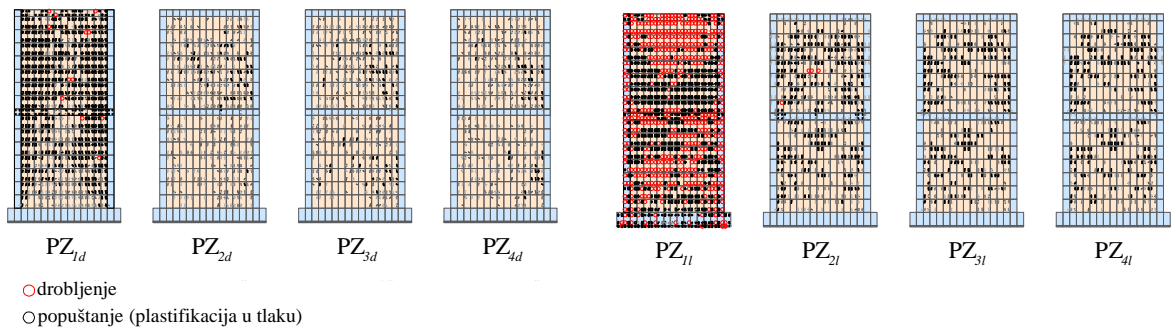 PZ1d PZ2d PZ3d PZ4d PZ1l PZ2l PZ3l PZ4l
drobljenje
popuštanje (plastifikacija u tlaku)